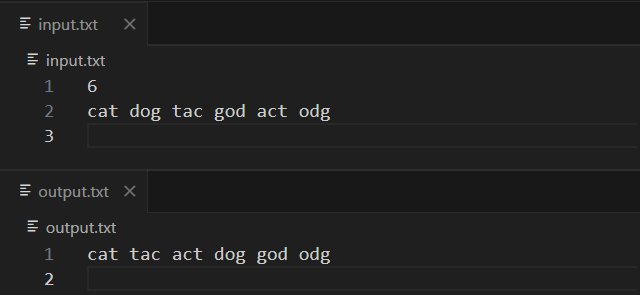 input.txt
input.txt
1 6
2 cat dog tac god act odg
3
output.txt
output.txt
1 cat tac act dog god odg
2